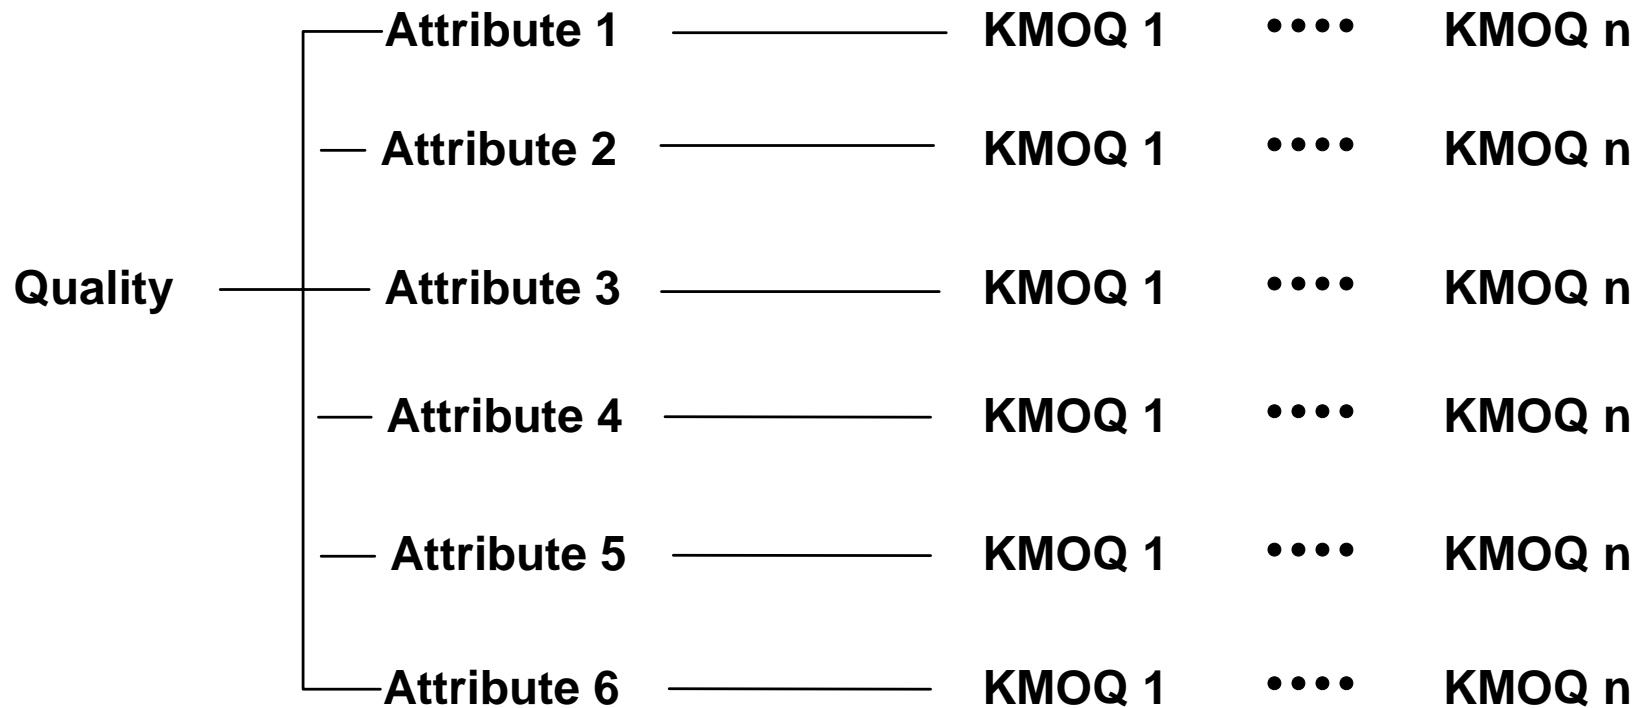 Attribute 1 KMOQ 1 •••• KMOQ n
Attribute 2 KMOQ 1 •••• KMOQ n
Quality Attribute 3 KMOQ 1 •••• KMOQ n
Attribute 4 KMOQ 1 •••• KMOQ n
Attribute 5 KMOQ 1 •••• KMOQ n
Attribute 6 KMOQ 1 •••• KMOQ n